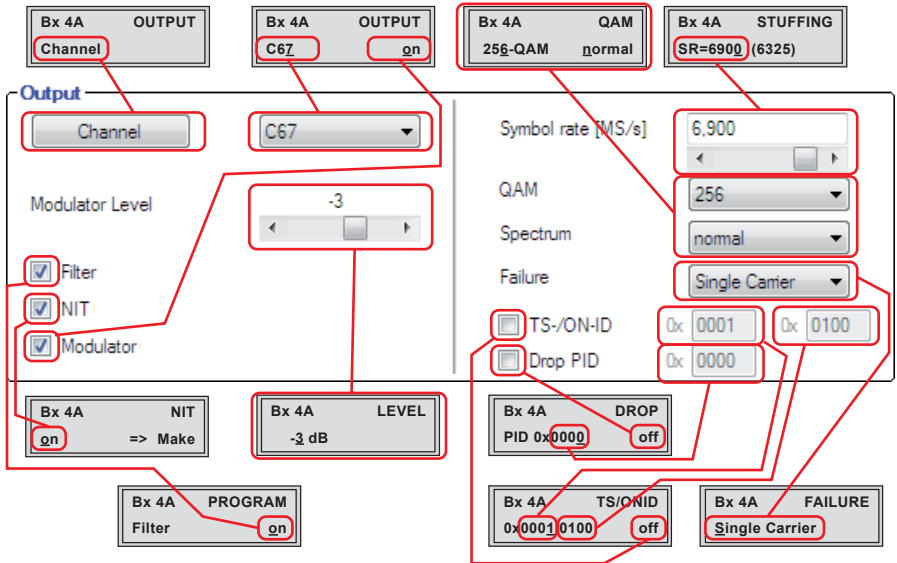 Bx 4A OUTPUT
Channel
Bx 4A OUTPUT
C67 on
Bx 4A QAM
256-QAM normal
Bx 4A STUFFING
SR=6900 (6325)
Output
Channel
C67
Modulator Level
-3
Filter
NIT
Modulator
Symbol rate [MS/s]
6,900
QAM
256
Spectrum
normal
Failure
Single Carrier
TS-/ON-ID 0x 0001 0x 0100
Drop PID 0x 0000
Bx 4A NIT
on => Make
Bx 4A LEVEL
-3 dB
Bx 4A DROP
PID 0x0000 off
Bx 4A PROGRAM
Filter on
Bx 4A TS/ONID
0x0001 0100 off
Bx 4A FAILURE
Single Carrier